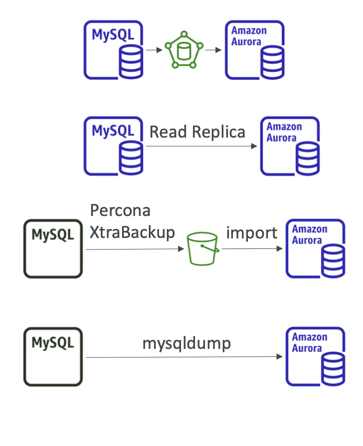 MySQL
Amazon
Aurora
MySQL
Read Replica
Amazon
Aurora
MySQL
Percona
XtraBackup
import
Amazon
Aurora
MySQL
mysqldump
Amazon
Aurora